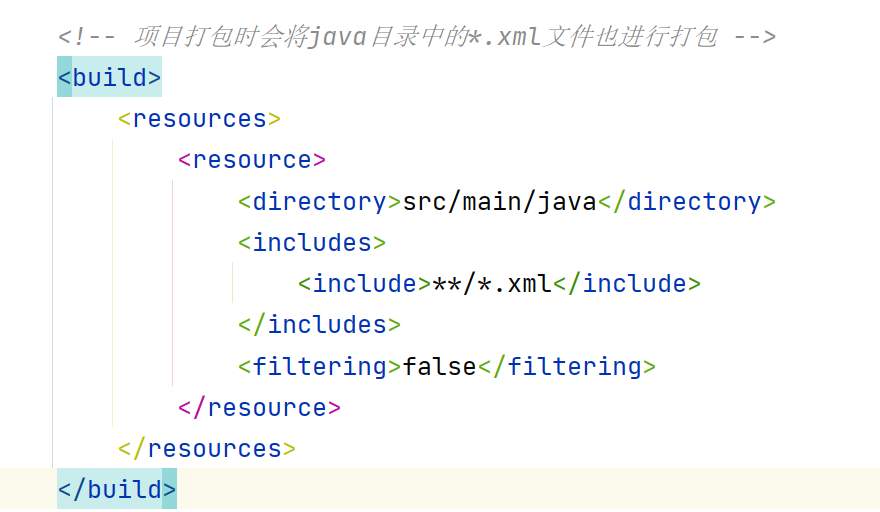 <!-- 项目打包时会将java目录中的*.xml文件也进行打包 -->
<build>
<resources>
<resource>
<directory>src/main/java</directory>
<includes>
<include>**/*.xml</include>
</includes>
<filtering>false</filtering>
</resource>
</resources>
</build>